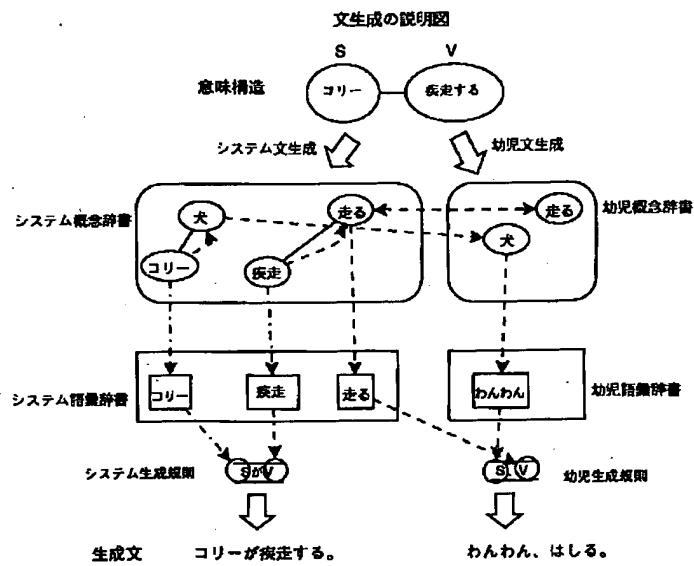 文生成の説明図
S V
意味構造 コリー 疾走する
システム文生成 幼児文生成
システム概念辞書 犬 走る 走る 幼児概念辞書
犬
コリー 疾走
システム語彙辞書 コリー 疾走 走る わんわん 幼児語彙辞書
システム生成規則 SがV S、V 幼児生成規則
生成文 コリーが疾走する。 わんわん、はしる。